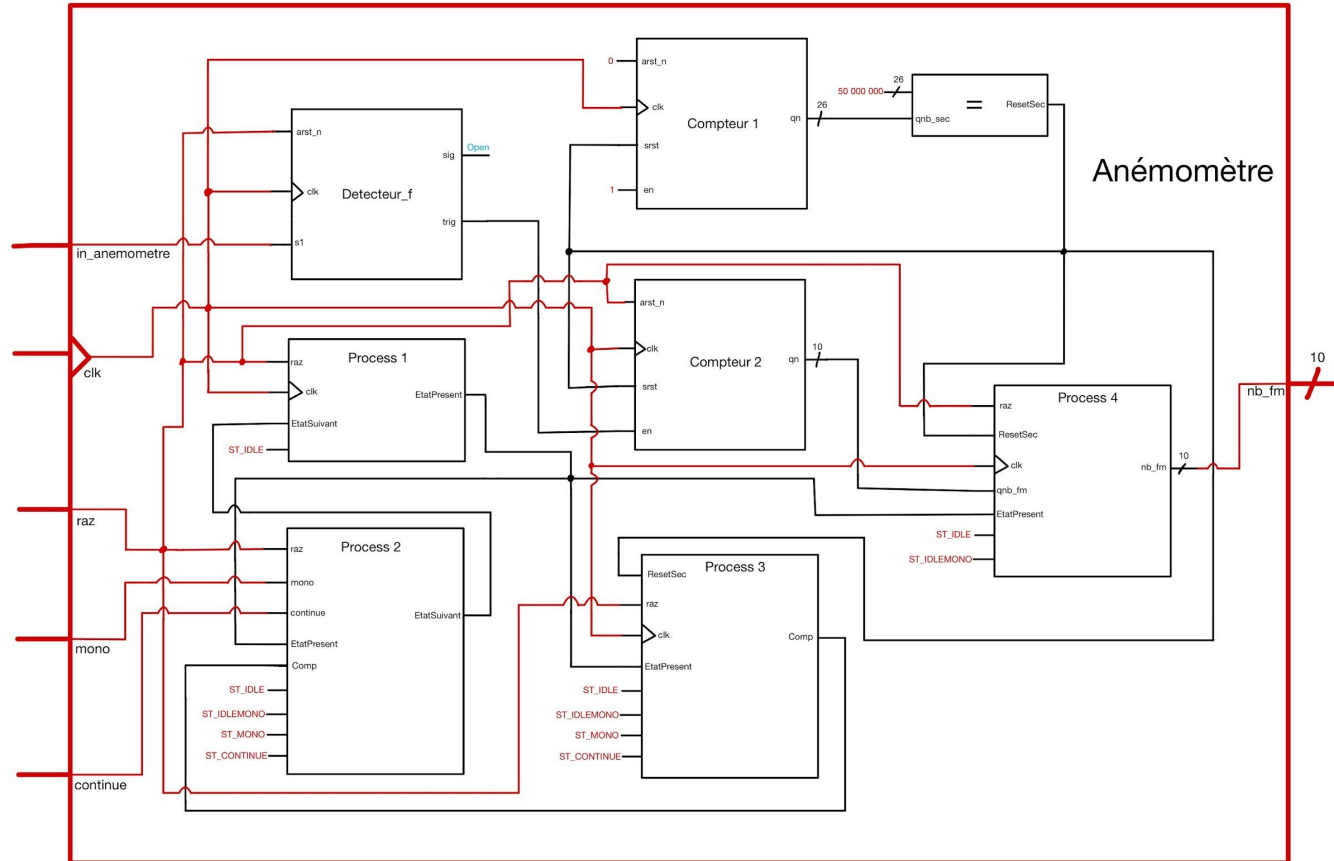 Anémomètre
in_anemometre
clk
raz
mono
continue
10
nb_fm
Detecteur_f
arst_n
clk
s1
sig
Open
trig
Compteur 1
0
arst_n
clk
srst
1
en
qn
26
50 000 000
26
=
qnb_sec
ResetSec
Compteur 2
arst_n
clk
srst
en
qn
10
Process 1
raz
clk
EtatSuivant
ST_IDLE
EtatPresent
Process 2
raz
mono
continue
EtatPresent
Comp
ST_IDLE
ST_IDLEMONO
ST_MONO
ST_CONTINUE
EtatSuivant
Process 3
ResetSec
raz
clk
EtatPresent
ST_IDLE
ST_IDLEMONO
ST_MONO
ST_CONTINUE
Comp
Process 4
raz
ResetSec
clk
qnb_fm
EtatPresent
ST_IDLE
ST_IDLEMONO
nb_fm
10